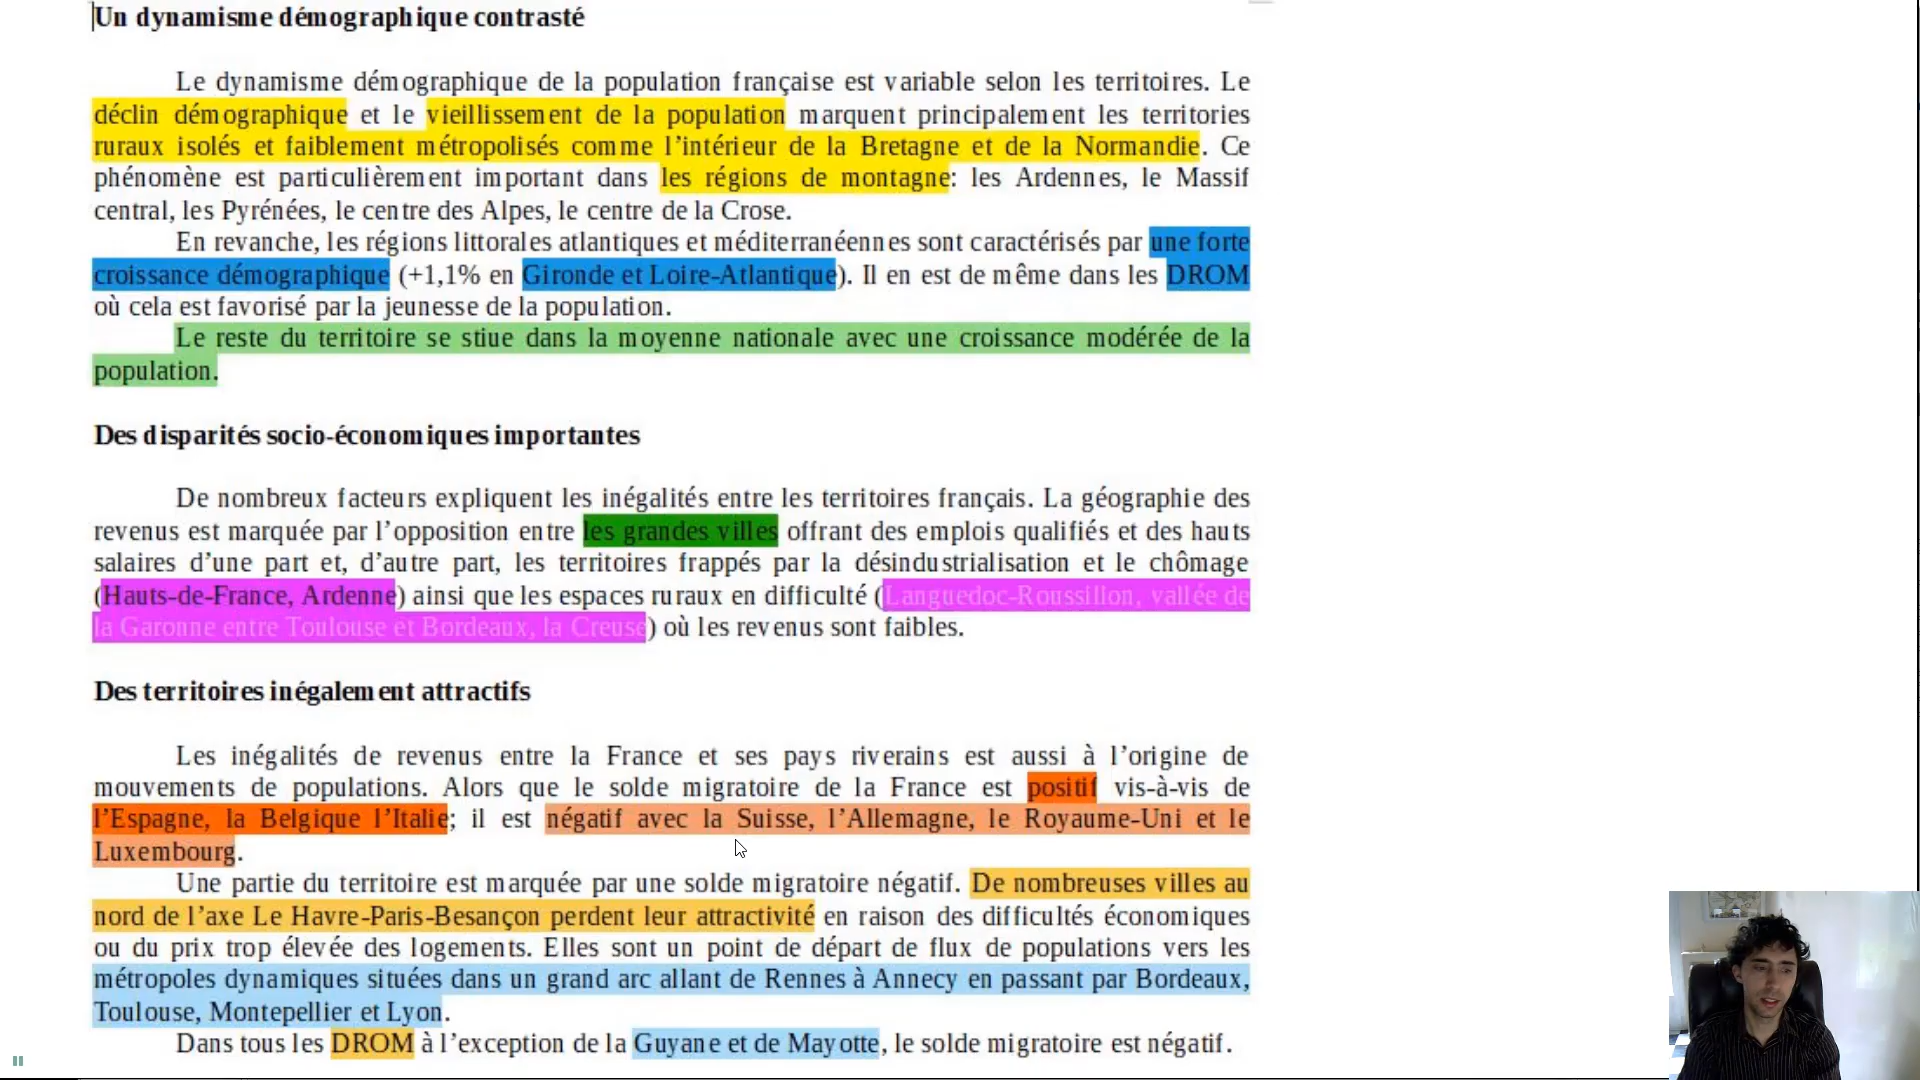 Un dynamisme démographique contrasté
Le dynamisme démographique de la population française est variable selon les territoires. Le
déclin démographique et le vieillissement de la population marquent principalement les territories
ruraux isolés et faiblement métropolisés comme l’intérieur de la Bretagne et de la Normandie. Ce
phénomène est particulièrement important dans les régions de montagne: les Ardennes, le Massif
central, les Pyrénées, le centre des Alpes, le centre de la Crose.
En revanche, les régions littorales atlantiques et méditerranéennes sont caractérisés par une forte
croissance démographique (+1,1% en Gironde et Loire-Atlantique). Il en est de même dans les DROM
où cela est favorisé par la jeunesse de la population.
Le reste du territoire se stiue dans la moyenne nationale avec une croissance modérée de la
population.
Des disparités socio-économiques importantes
De nombreux facteurs expliquent les inégalités entre les territoires français. La géographie des
revenus est marquée par l’opposition entre les grandes villes offrant des emplois qualifiés et des hauts
salaires d’une part et, d’autre part, les territoires frappés par la désindustrialisation et le chômage
(Hauts-de-France, Ardenne) ainsi que les espaces ruraux en difficulté (Languedoc-Roussillon, vallée de
la Garonne entre Toulouse et Bordeaux, la Creuse) où les revenus sont faibles.
Des territoires inégalement attractifs
Les inégalités de revenus entre la France et ses pays riverains est aussi à l’origine de
mouvements de populations. Alors que le solde migratoire de la France est positif vis-à-vis de
l’Espagne, la Belgique l’Italie; il est négatif avec la Suisse, l’Allemagne, le Royaume-Uni et le
Luxembourg.
Une partie du territoire est marquée par une solde migratoire négatif. De nombreuses villes au
nord de l’axe Le Havre-Paris-Besançon perdent leur attractivité en raison des difficultés économiques
ou du prix trop élevée des logements. Elles sont un point de départ de flux de populations vers les
métropoles dynamiques situées dans un grand arc allant de Rennes à Annecy en passant par Bordeaux,
Toulouse, Montepellier et Lyon.
Dans tous les DROM à l’exception de la Guyane et de Mayotte, le solde migratoire est négatif.